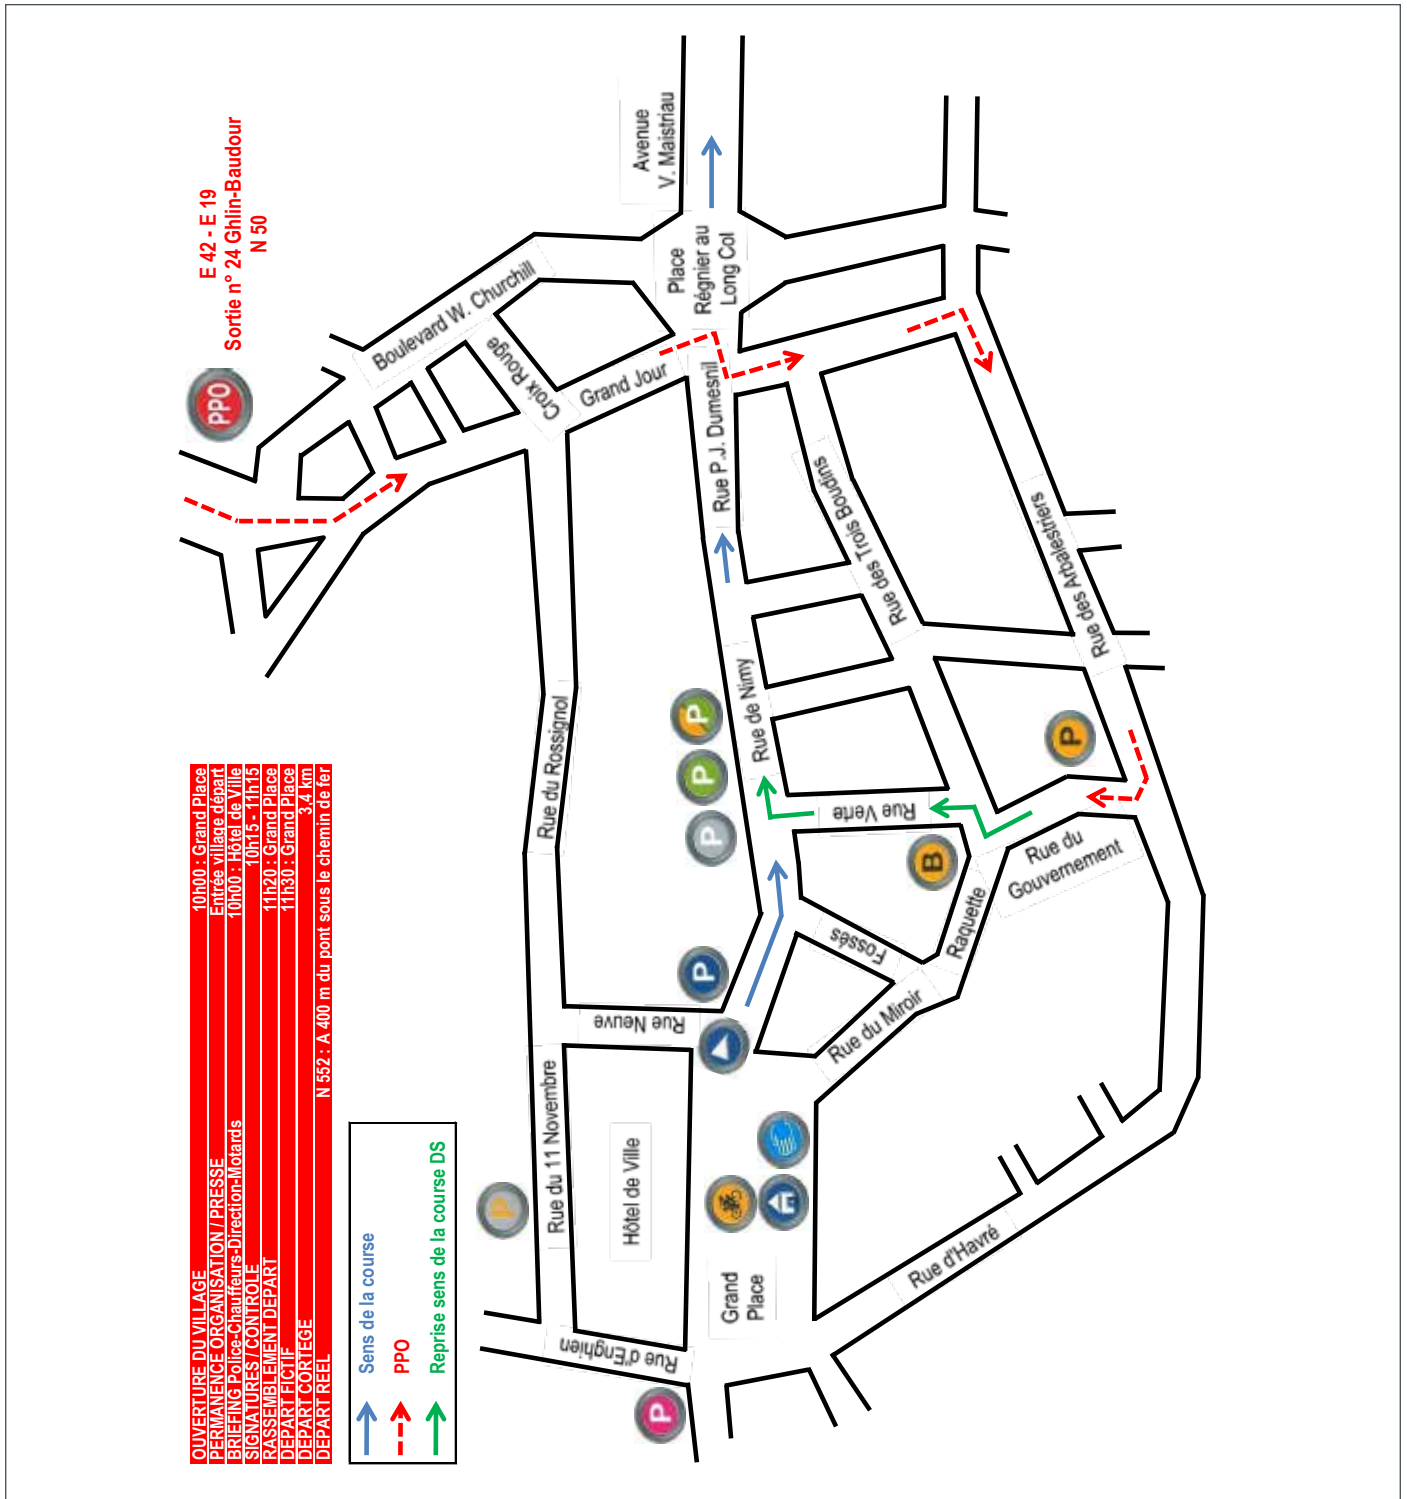 E 42 - E 19
Sortie n° 24 Ghlin-Baudour
N 50
PPO
OUVERTURE DU VILLAGE 10h00 : Grand Place
PERMANENCE ORGANISATION / PRESSE Entrée village départ
BRIEFING Police-Chauffeurs-Direction-Motards 10h00 : Hôtel de Ville
SIGNATURES / CONTROLE 10h15 - 11h15
RASSEMBLEMENT DEPART 11h20 : Grand Place
DEPART FICTIF 11h30 : Grand Place
DEPART CORTEGE 3,4 km
DEPART REEL N 552 : A 400 m du pont sous le chemin de fer
Sens de la course
PPO
Reprise sens de la course DS
Avenue
V. Maistriau
Boulevard W. Churchill
Place
Régnier au
Long Col
Croix Rouge
Grand Jour
Rue P.J. Dumesnil
Rue des Trois Boudins
Rue des Arbalestriers
Rue du Rossignol
Rue de Nimy
P
P
P
P
Rue Verte
B
Rue du
Gouvernement
Raquette
Fossés
P
Rue Neuve
Rue du Miroir
Rue du 11 Novembre
P
Hôtel de Ville
Grand
Place
Rue d'Havré
Rue d'Enghien
P